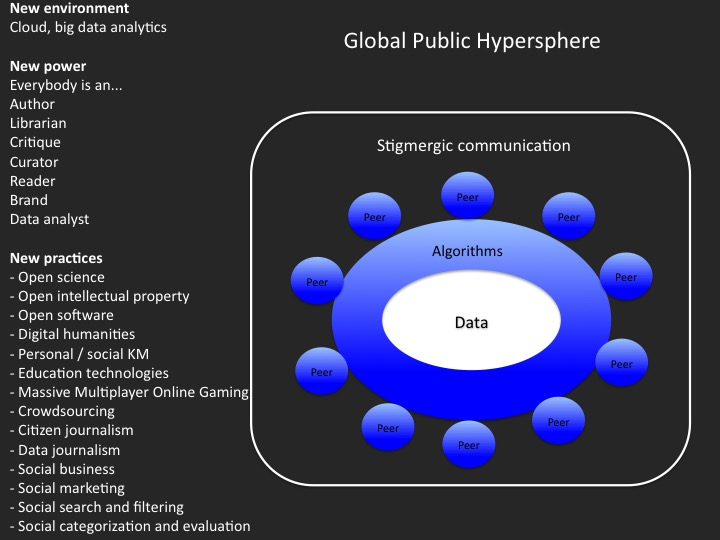 New environment
Cloud, big data analytics
New power
Everybody is an...
Author
Librarian
Critique
Curator
Reader
Brand
Data analyst
New practices
- Open science
- Open intellectual property
- Open software
- Digital humanities
- Personal / social KM
- Education technologies
- Massive Multiplayer Online Gaming
- Crowdsourcing
- Citizen journalism
- Data journalism
- Social business
- Social marketing
- Social search and filtering
- Social categorization and evaluation
Global Public Hypersphere
Stigmergic communication
Peer
Peer
Peer
Algorithms
Peer
Peer
Data
Peer
Peer
Peer
Peer
Peer